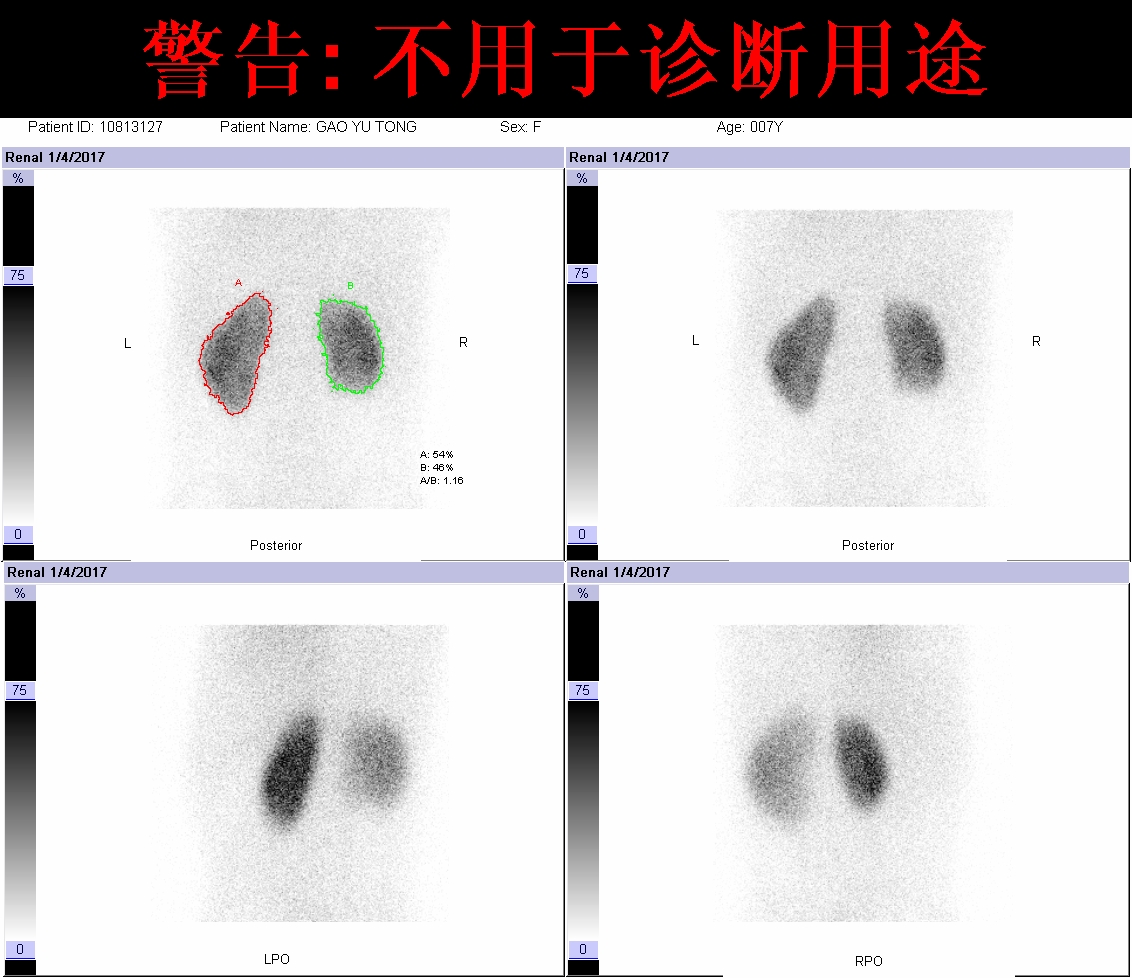 警告: 不用于诊断用途
Patient ID: 10813127 Patient Name: GAO YU TONG Sex: F Age: 007Y
Renal 1/4/2017
%
75
0
A
B
L
R
A: 54%
B: 46%
A/B: 1.16
Posterior
Renal 1/4/2017
%
75
0
L
R
Posterior
Renal 1/4/2017
%
75
0
LPO
Renal 1/4/2017
%
75
0
RPO